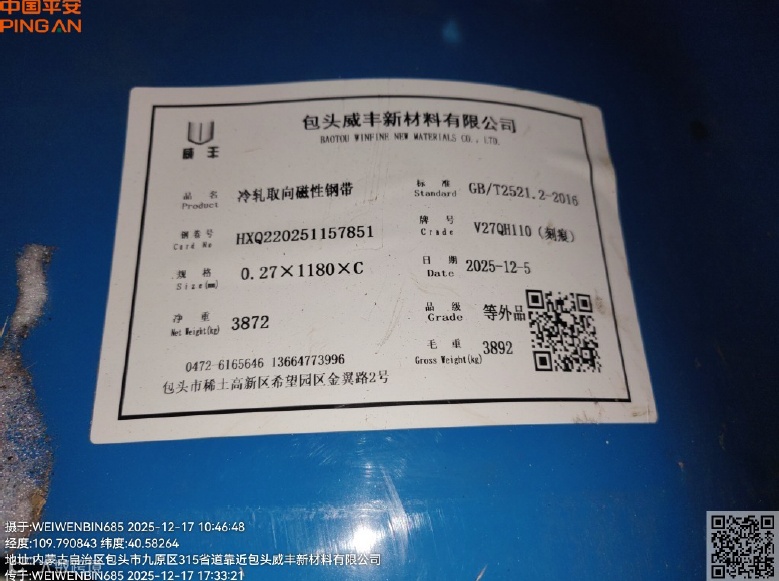 中国平安
PING AN
包头威丰新材料有限公司
BAOTOU WINFINE NEW MATERIALS CO., LTD.
威丰
品 名 冷轧取向磁性钢带 标 准 GB/T2521.2-2016
Product Standard
钢卷号 HXQ220251157851 牌 号 V27QH110(刻痕)
Card No Crade
规 格 0.27×1180×C 日 期 2025-12-5
Size(mm) Date
净 重 3872 品 级 等外品
Net Weight(kg) Grade
毛 重 3892
Gross Weight(kg)
0472-6165646 13664773996
包头市稀土高新区希望园区金翼路2号
摄于:WEIWENBIN685 2025-12-17 10:46:48
经度:109.790843 纬度:40.58264
地址:内蒙古自治区包头市九原区315省道靠近包头威丰新材料有限公司
传于:WEIWENBIN685 2025-12-17 17:33:21